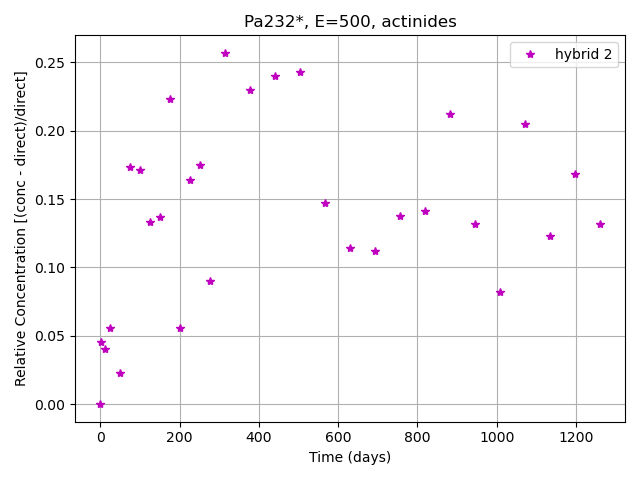 Pa232*, E=500, actinides
hybrid 2
Relative Concentration [(conc - direct)/direct]
0.25
0.20
0.15
0.10
0.05
0.00
0 200 400 600 800 1000 1200
Time (days)